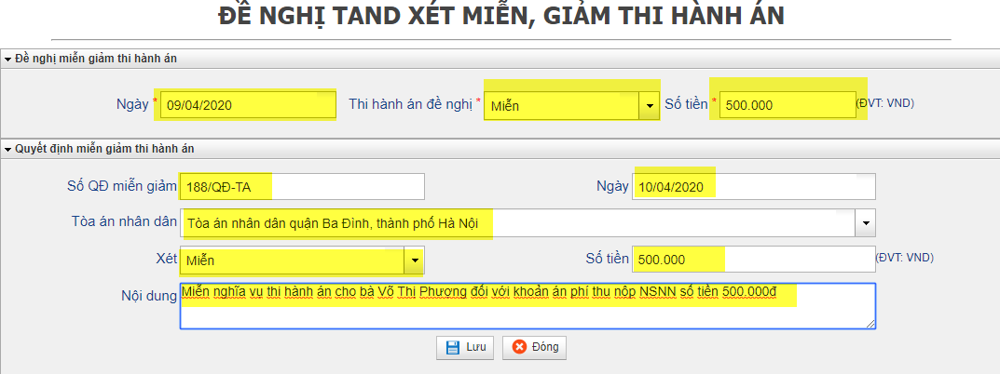 ĐỀ NGHỊ TAND XÉT MIỄN, GIẢM THI HÀNH ÁN
Đề nghị miễn giảm thi hành án
Ngày * 09/04/2020 Thi hành án đề nghị * Miễn Số tiền * 500.000 (ĐVT: VND)
Quyết định miễn giảm thi hành án
Số QĐ miễn giảm 188/QĐ-TA Ngày 10/04/2020
Tòa án nhân dân Tòa án nhân dân quận Ba Đình, thành phố Hà Nội
Xét Miễn Số tiền 500.000 (ĐVT: VND)
Nội dung Miễn nghĩa vụ thi hành án cho bà Võ Thị Phượng đối với khoản án phí thu nộp NSNN số tiền 500.000đ
Lưu Đóng